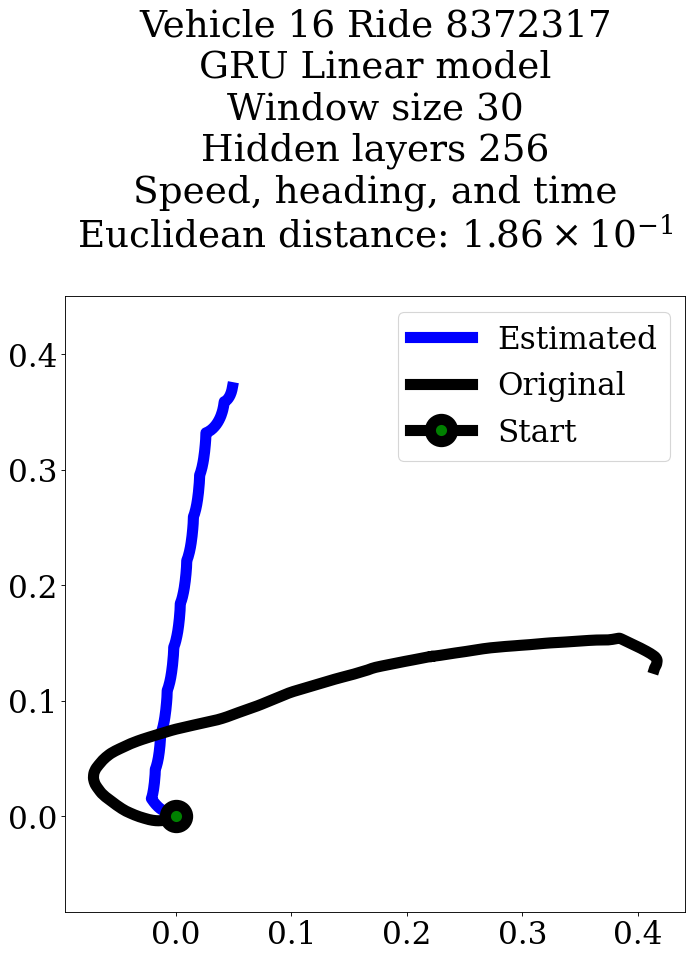 Vehicle 16 Ride 8372317
GRU Linear model
Window size 30
Hidden layers 256
Speed, heading, and time
Euclidean distance: 1.86 × 10⁻¹
Estimated
Original
Start
0.4
0.3
0.2
0.1
0.0
0.0 0.1 0.2 0.3 0.4